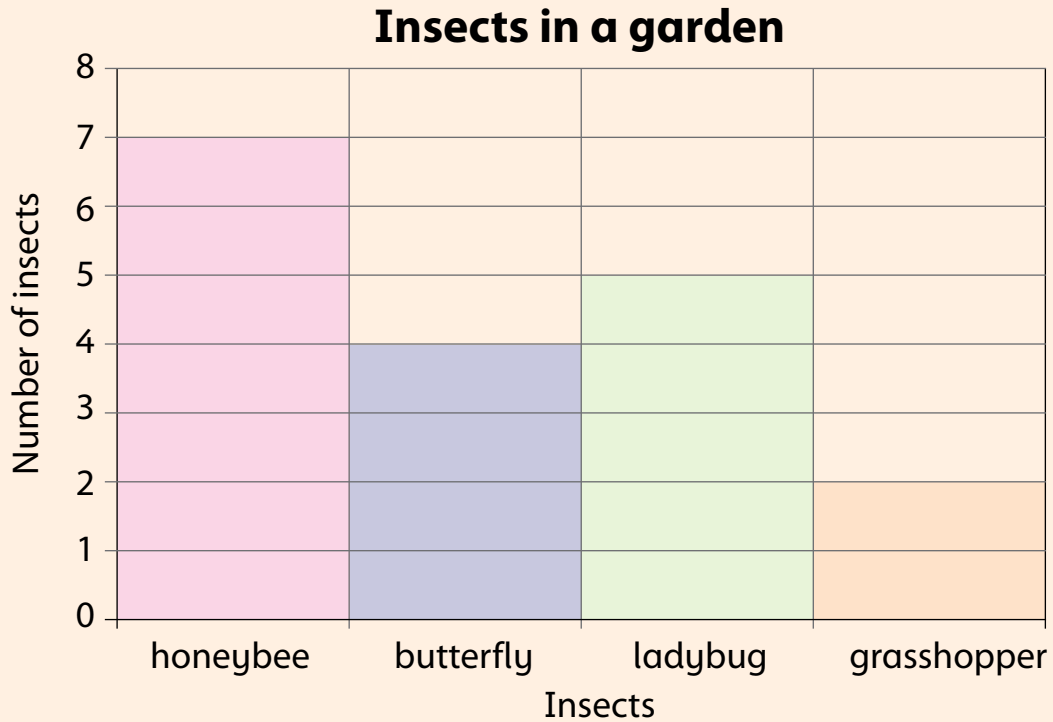 Insects in a garden
Number of insects
8
7
6
5
4
3
2
1
0
honeybee butterfly ladybug grasshopper
Insects